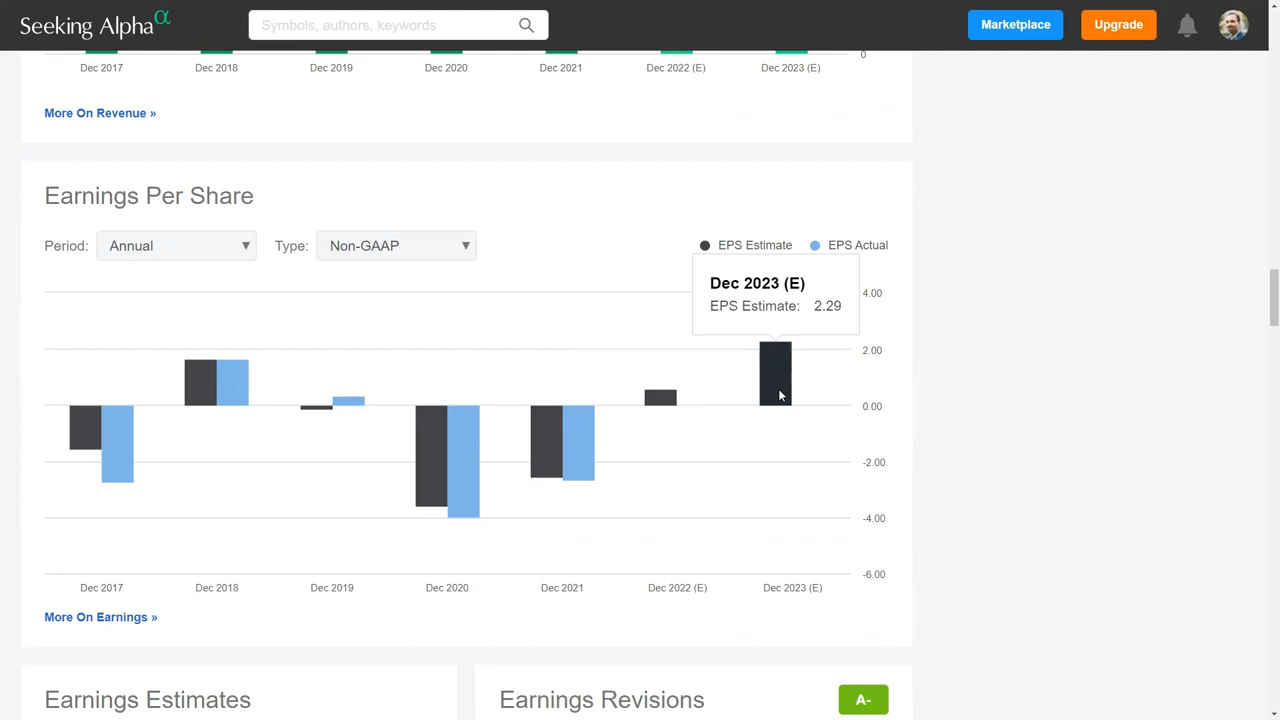 Seeking Alpha α
Symbols, authors, keywords
Marketplace
Upgrade
0
Dec 2017 Dec 2018 Dec 2019 Dec 2020 Dec 2021 Dec 2022 (E) Dec 2023 (E)
More On Revenue »
Earnings Per Share
Period: Annual Type: Non-GAAP
EPS Estimate EPS Actual
Dec 2023 (E)
EPS Estimate: 2.29
4.00
2.00
0.00
-2.00
-4.00
-6.00
Dec 2017 Dec 2018 Dec 2019 Dec 2020 Dec 2021 Dec 2022 (E) Dec 2023 (E)
More On Earnings »
Earnings Estimates
Earnings Revisions A-